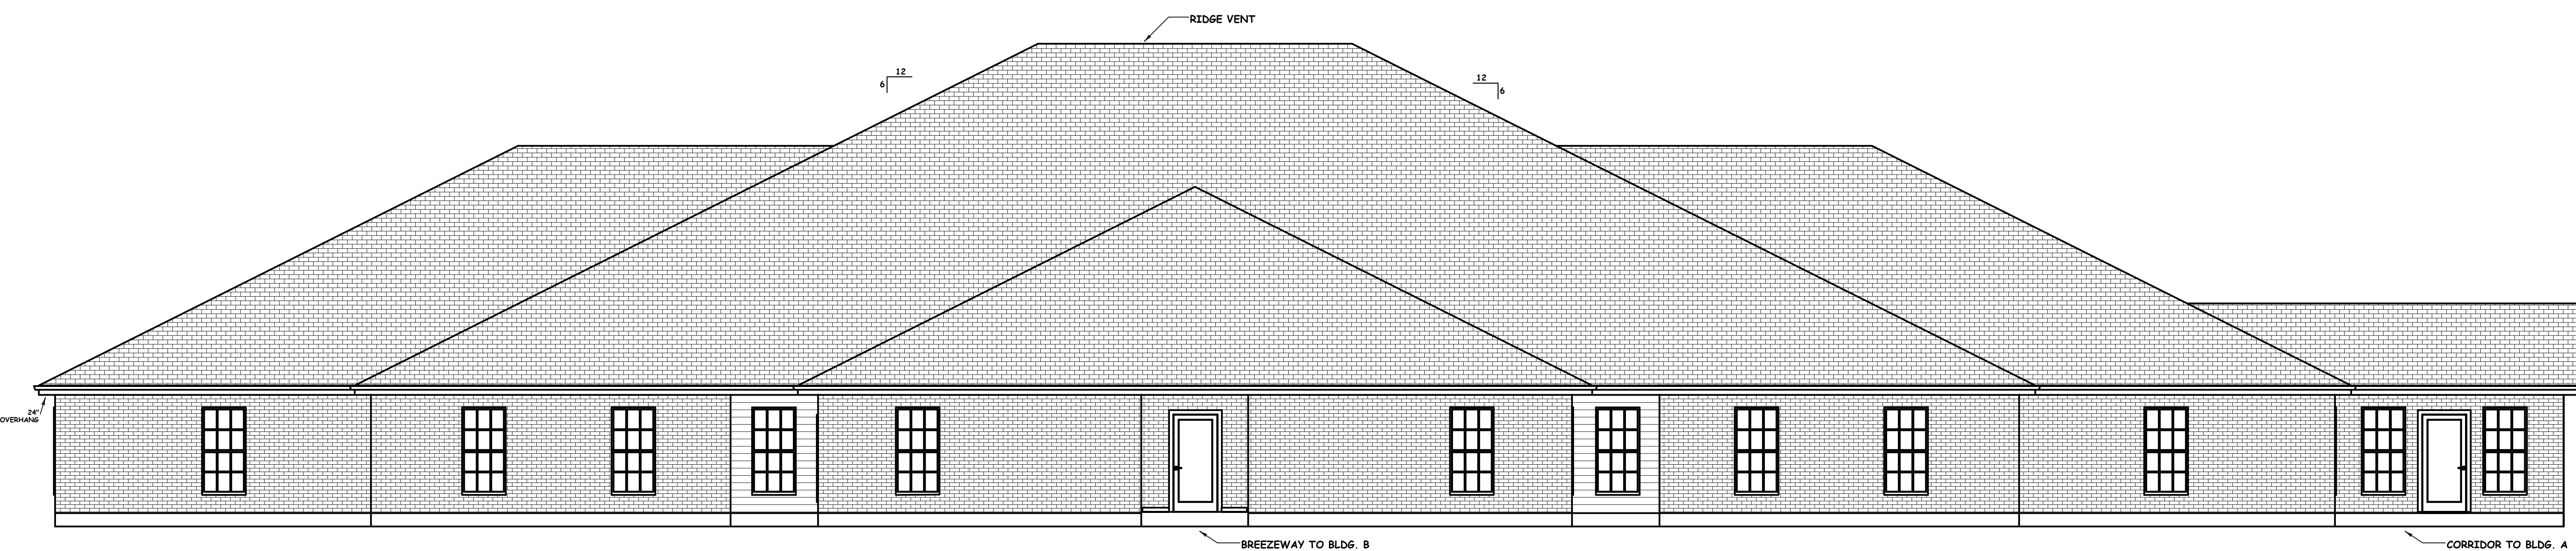 RIDGE VENT
12
6
12
6
24"
OVERHANG
BREEZEWAY TO BLDG. B
CORRIDOR TO BLDG. A